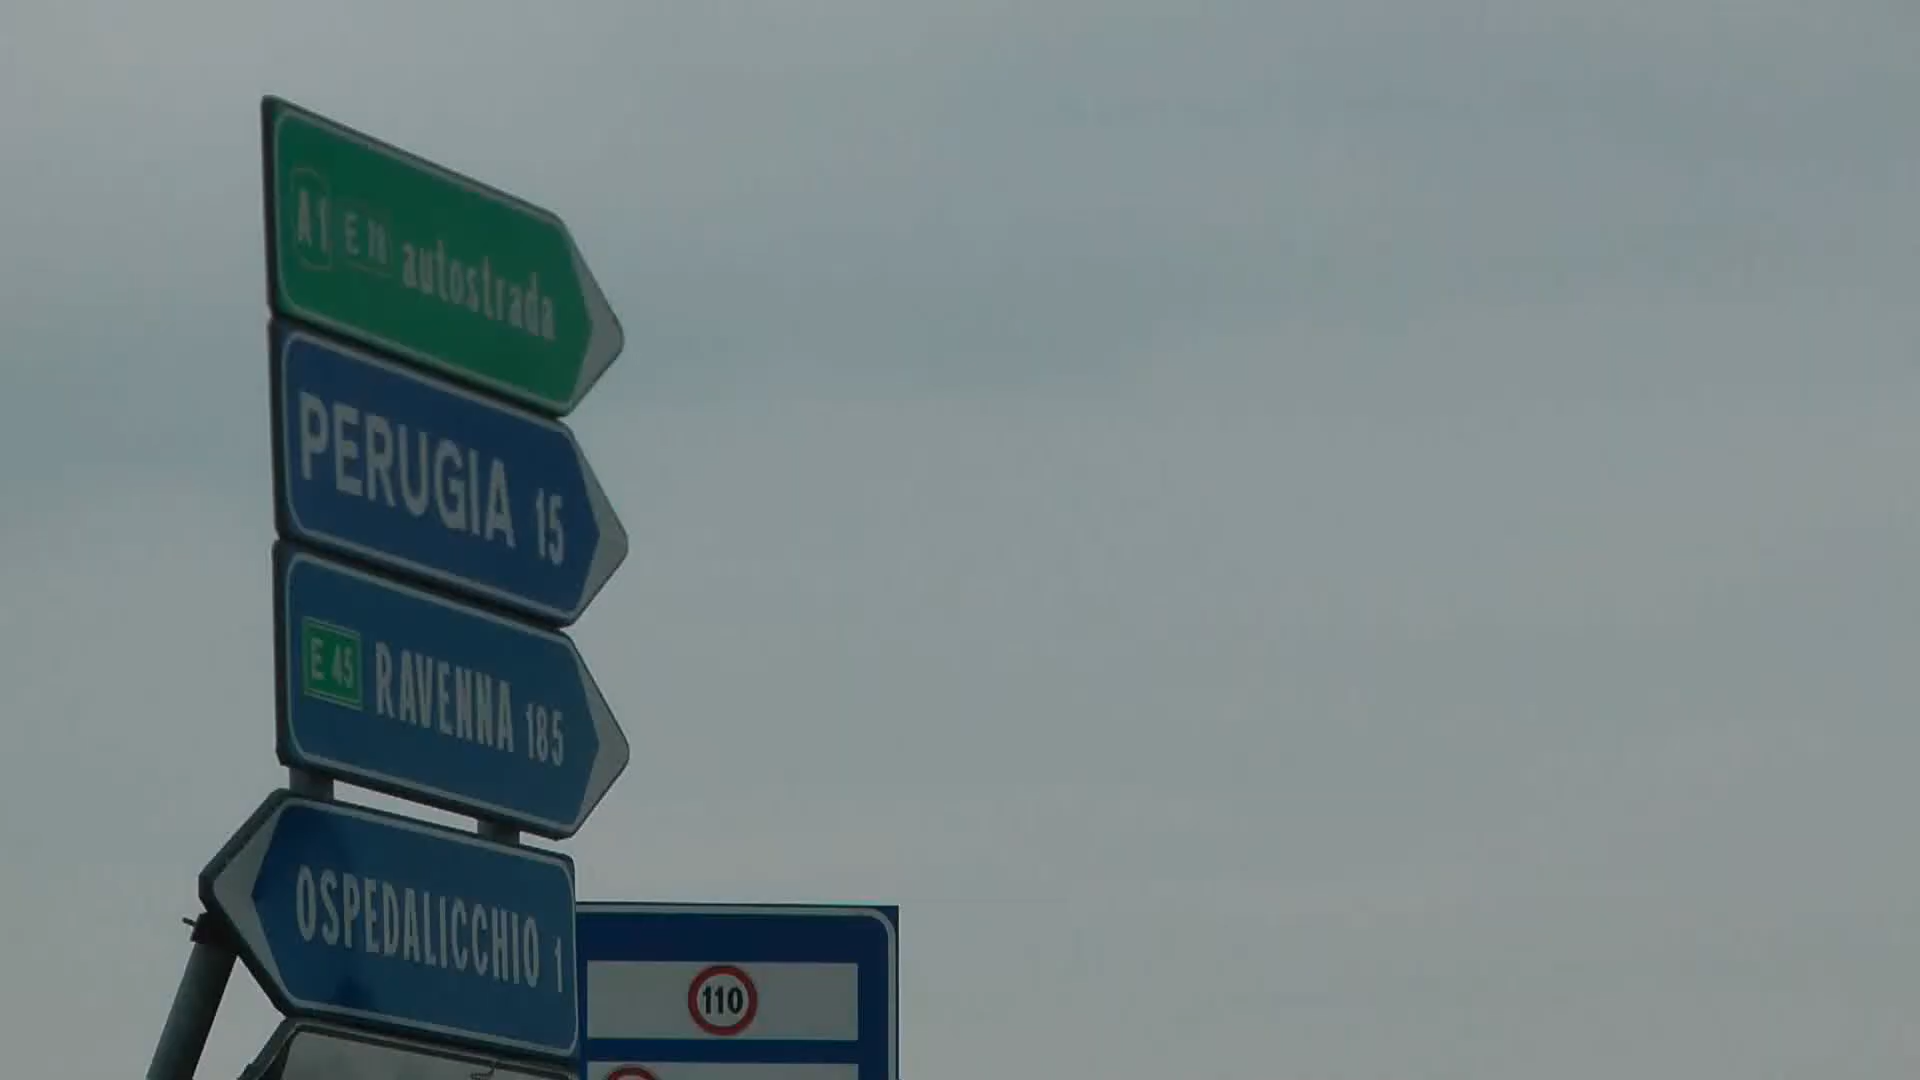 A1 autostrada
PERUGIA 15
E 45 RAVENNA 185
OSPEDALICCHIO 1
110